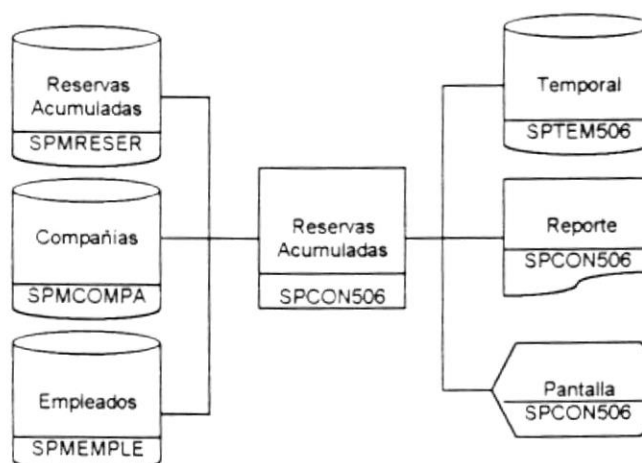 Reservas
Acumuladas
SPMRESER
Compañias
SPMCOMPA
Empleados
SPMEMPLE
Reservas
Acumuladas
SPCON506
Temporal
SPTEM506
Reporte
SPCON506
Pantalla
SPCON506